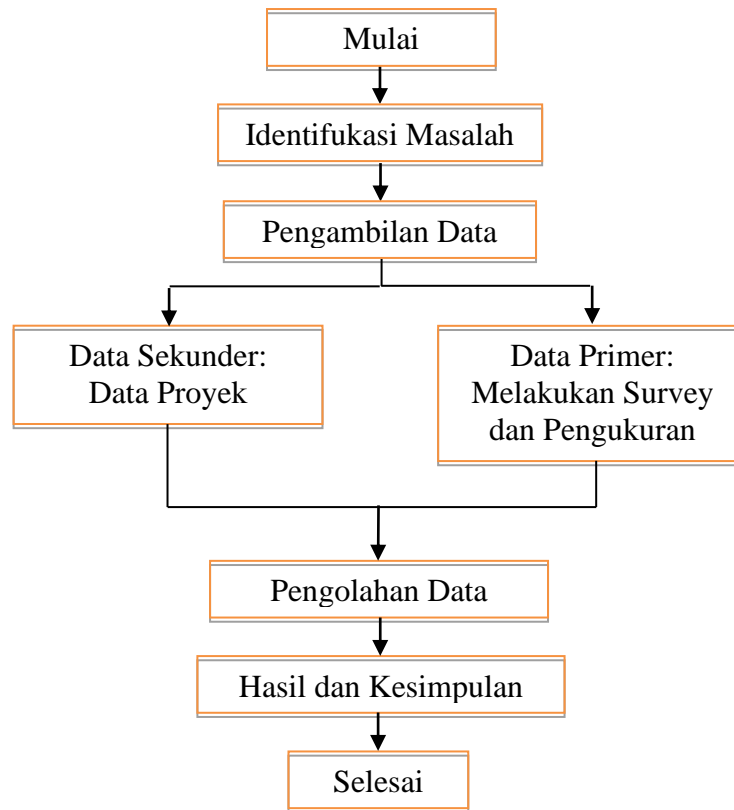 Mulai
Identifukasi Masalah
Pengambilan Data
Data Sekunder:
Data Proyek
Data Primer:
Melakukan Survey
dan Pengukuran
Pengolahan Data
Hasil dan Kesimpulan
Selesai